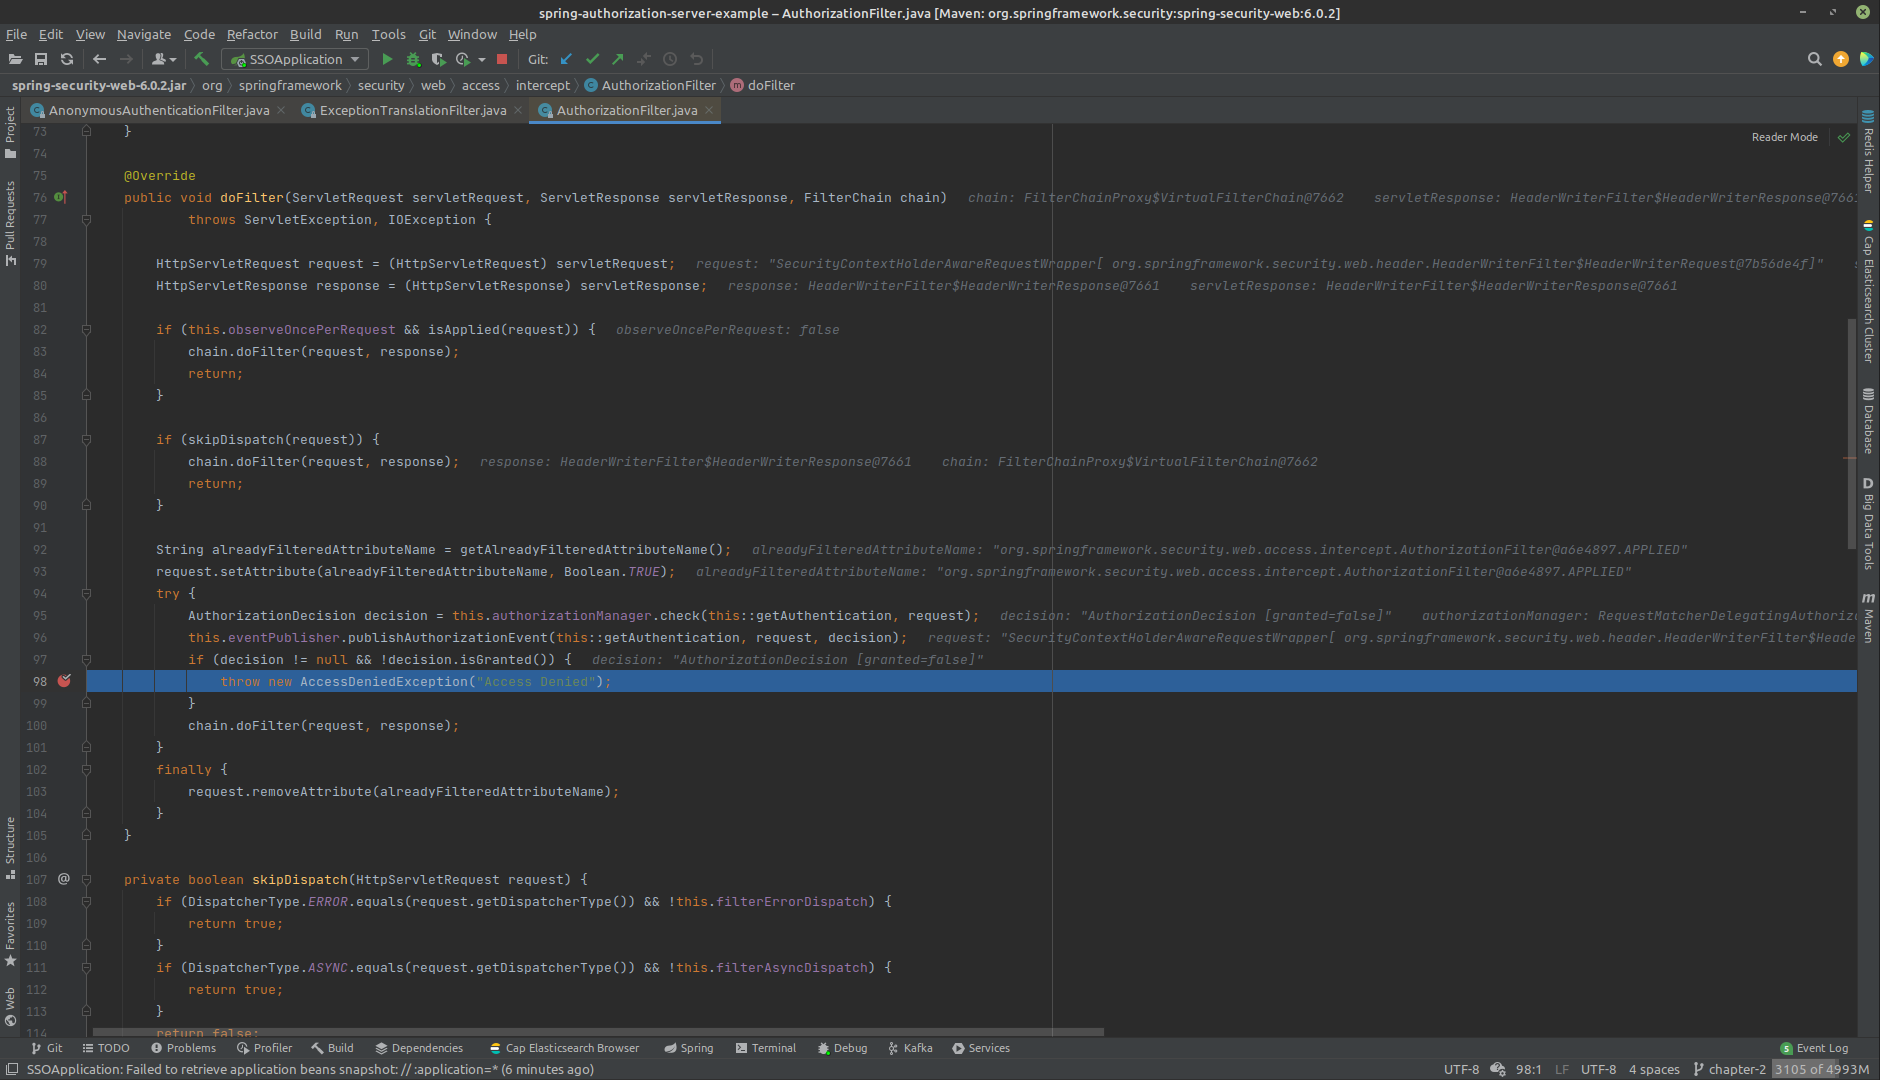 spring-authorization-server-example – AuthorizationFilter.java [Maven: org.springframework.security:spring-security-web:6.0.2]
File Edit View Navigate Code Refactor Build Run Tools Git Window Help
SSOApplication Git:
spring-security-web-6.0.2.jar org springframework security web access intercept AuthorizationFilter doFilter
AnonymousAuthenticationFilter.java ExceptionTranslationFilter.java AuthorizationFilter.java
Reader Mode
73 }
74
75 @Override
76 public void doFilter(ServletRequest servletRequest, ServletResponse servletResponse, FilterChain chain) chain: FilterChainProxy$VirtualFilterChain@7662 servletResponse: HeaderWriterFilter$HeaderWriterResponse@7661
77 throws ServletException, IOException {
78
79 HttpServletRequest request = (HttpServletRequest) servletRequest; request: "SecurityContextHolderAwareRequestWrapper[ org.springframework.security.web.header.HeaderWriterFilter$HeaderWriterRequest@7b56de4f]"
80 HttpServletResponse response = (HttpServletResponse) servletResponse; response: HeaderWriterFilter$HeaderWriterResponse@7661 servletResponse: HeaderWriterFilter$HeaderWriterResponse@7661
81
82 if (this.observeOncePerRequest && isApplied(request)) { observeOncePerRequest: false
83 chain.doFilter(request, response);
84 return;
85 }
86
87 if (skipDispatch(request)) {
88 chain.doFilter(request, response); response: HeaderWriterFilter$HeaderWriterResponse@7661 chain: FilterChainProxy$VirtualFilterChain@7662
89 return;
90 }
91
92 String alreadyFilteredAttributeName = getAlreadyFilteredAttributeName(); alreadyFilteredAttributeName: "org.springframework.security.web.access.intercept.AuthorizationFilter@a6e4897.APPLIED"
93 request.setAttribute(alreadyFilteredAttributeName, Boolean.TRUE); alreadyFilteredAttributeName: "org.springframework.security.web.access.intercept.AuthorizationFilter@a6e4897.APPLIED"
94 try {
95 AuthorizationDecision decision = this.authorizationManager.check(this::getAuthentication, request); decision: "AuthorizationDecision [granted=false]" authorizationManager: RequestMatcherDelegatingAuthoriza
96 this.eventPublisher.publishAuthorizationEvent(this::getAuthentication, request, decision); request: "SecurityContextHolderAwareRequestWrapper[ org.springframework.security.web.header.HeaderWriterFilter$Heade
97 if (decision != null && !decision.isGranted()) { decision: "AuthorizationDecision [granted=false]"
98 throw new AccessDeniedException("Access Denied");
99 }
100 chain.doFilter(request, response);
101 }
102 finally {
103 request.removeAttribute(alreadyFilteredAttributeName);
104 }
105 }
106
107 @ private boolean skipDispatch(HttpServletRequest request) {
108 if (DispatcherType.ERROR.equals(request.getDispatcherType()) && !this.filterErrorDispatch) {
109 return true;
110 }
111 if (DispatcherType.ASYNC.equals(request.getDispatcherType()) && !this.filterAsyncDispatch) {
112 return true;
113 }
114 return false;
Project
Pull Requests
Structure
Favorites
Web
Redis Helper
Cap Elasticsearch Cluster
Database
D Big Data Tools
m Maven
Git TODO Problems Profiler Build Dependencies Cap Elasticsearch Browser Spring Terminal Debug Kafka Services 5 Event Log
SSOApplication: Failed to retrieve application beans snapshot: // :application=* (6 minutes ago) UTF-8 98:1 LF UTF-8 4 spaces chapter-2 3105 of 4993M